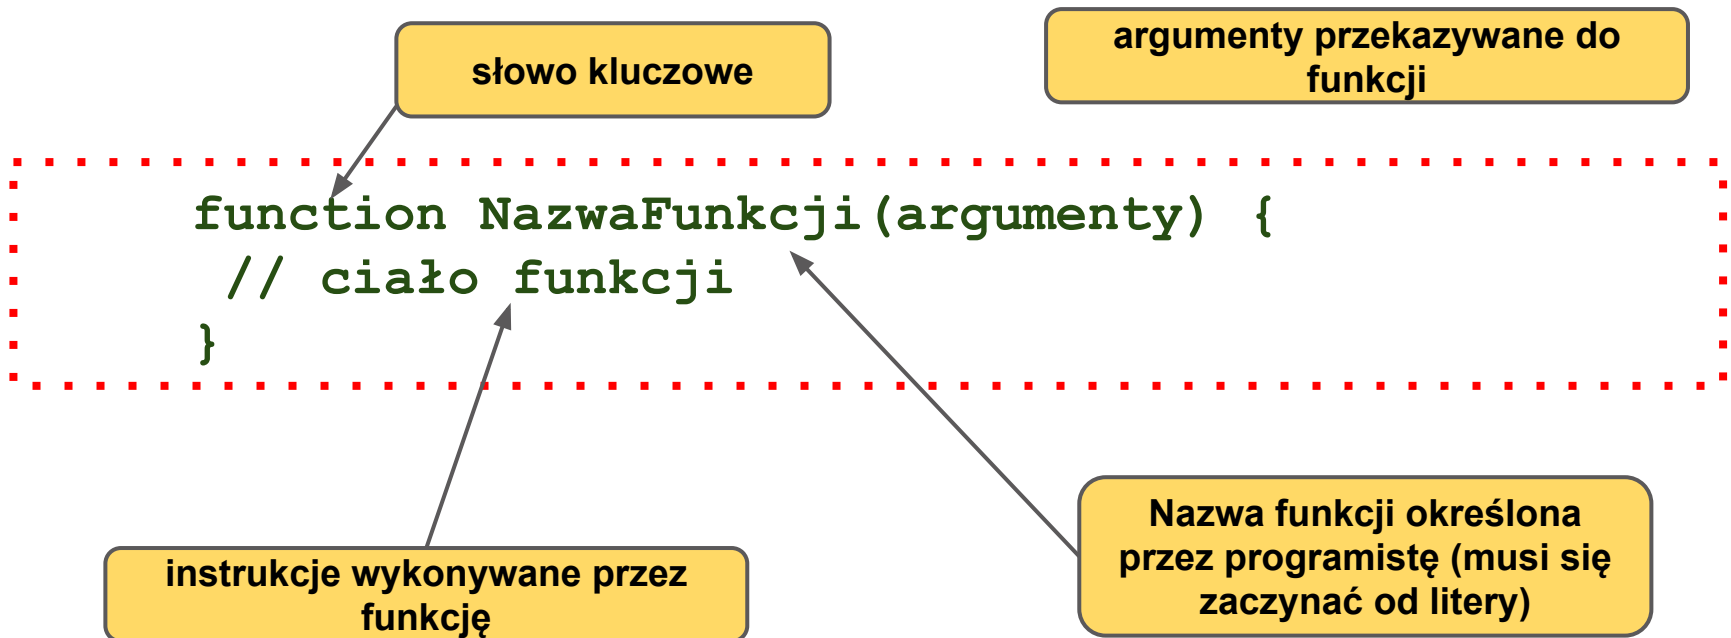 słowo kluczowe
argumenty przekazywane do
funkcji
function NazwaFunkcji(argumenty) {
// ciało funkcji
}
instrukcje wykonywane przez
funkcję
Nazwa funkcji określona
przez programistę (musi się
zaczynać od litery)